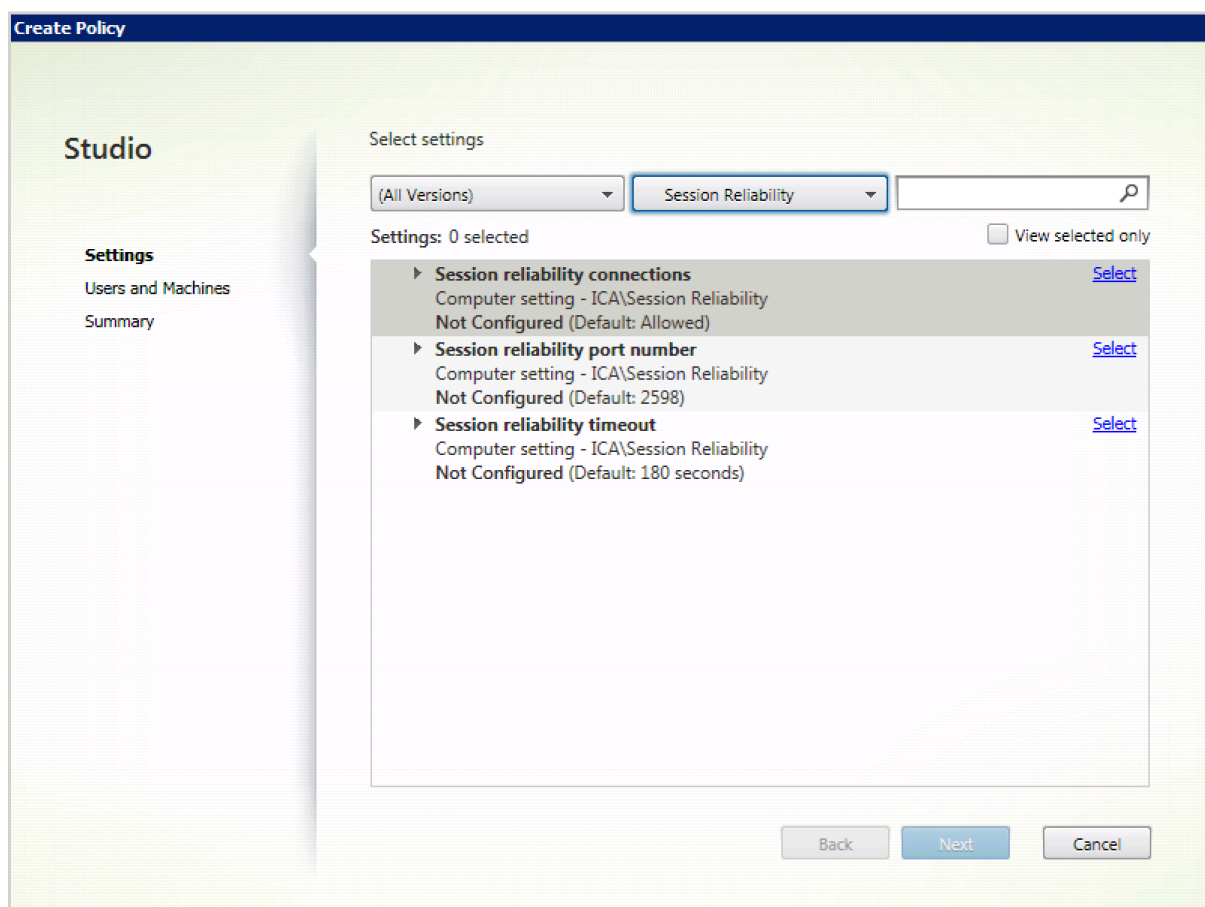 Create Policy
Studio
Settings
Users and Machines
Summary
Select settings
(All Versions)
Session Reliability
Settings: 0 selected
View selected only
Session reliability connections
Select
Computer setting - ICA\Session Reliability
Not Configured (Default: Allowed)
Session reliability port number
Select
Computer setting - ICA\Session Reliability
Not Configured (Default: 2598)
Session reliability timeout
Select
Computer setting - ICA\Session Reliability
Not Configured (Default: 180 seconds)
Back
Next
Cancel